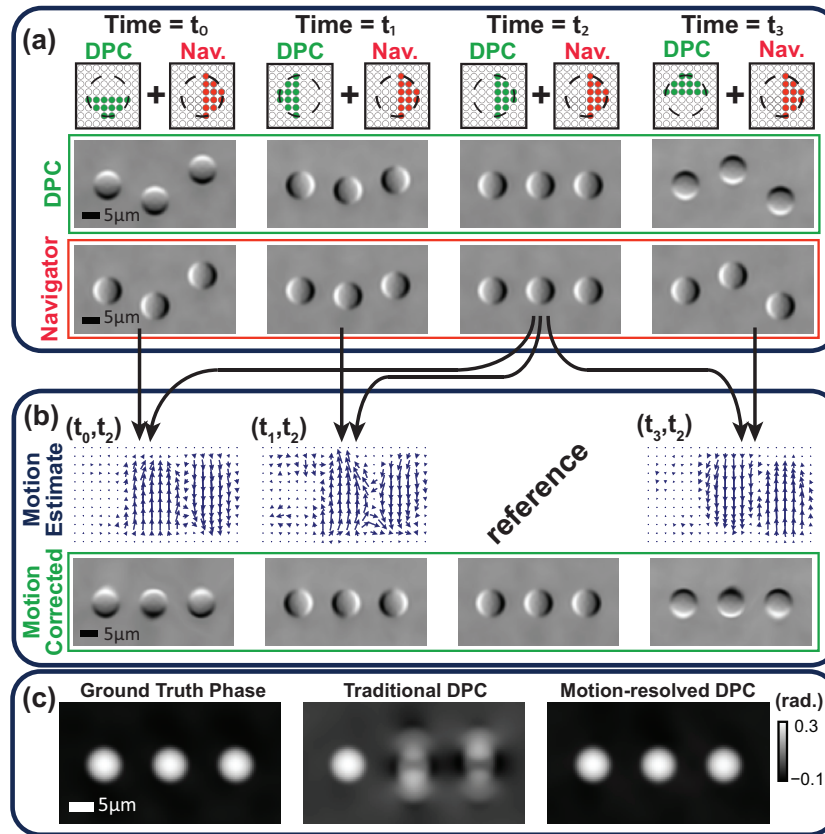 (a)
Time = t0 Time = t1 Time = t2 Time = t3
DPC Nav. DPC Nav. DPC Nav. DPC Nav.
+ + + +
DPC
5μm
Navigator
5μm
(b)
(t0,t2) (t1,t2) (t3,t2)
Motion
Estimate
reference
Motion
Corrected
5μm
(c)
Ground Truth Phase Traditional DPC Motion-resolved DPC (rad.)
0.3
−0.1
5μm